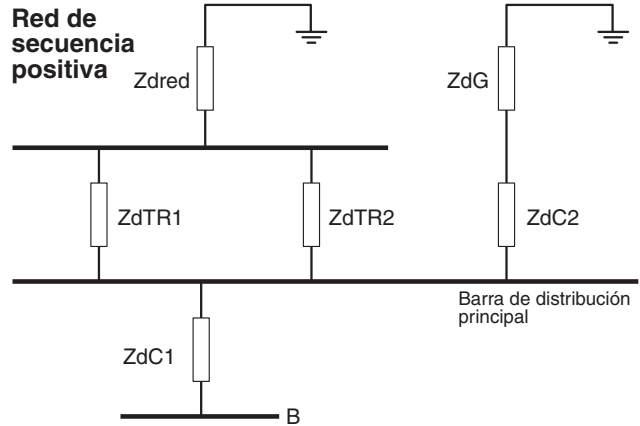 Red de
secuencia
positiva
Zdred
ZdG
ZdTR1
ZdTR2
ZdC2
Barra de distribución
principal
ZdC1
B